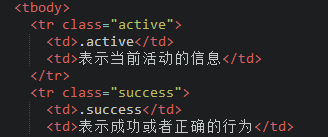 <tbody>
<tr class="active">
<td>.active</td>
<td>表示当前活动的信息</td>
</tr>
<tr class="success">
<td>.success</td>
<td>表示成功或者正确的行为</td>